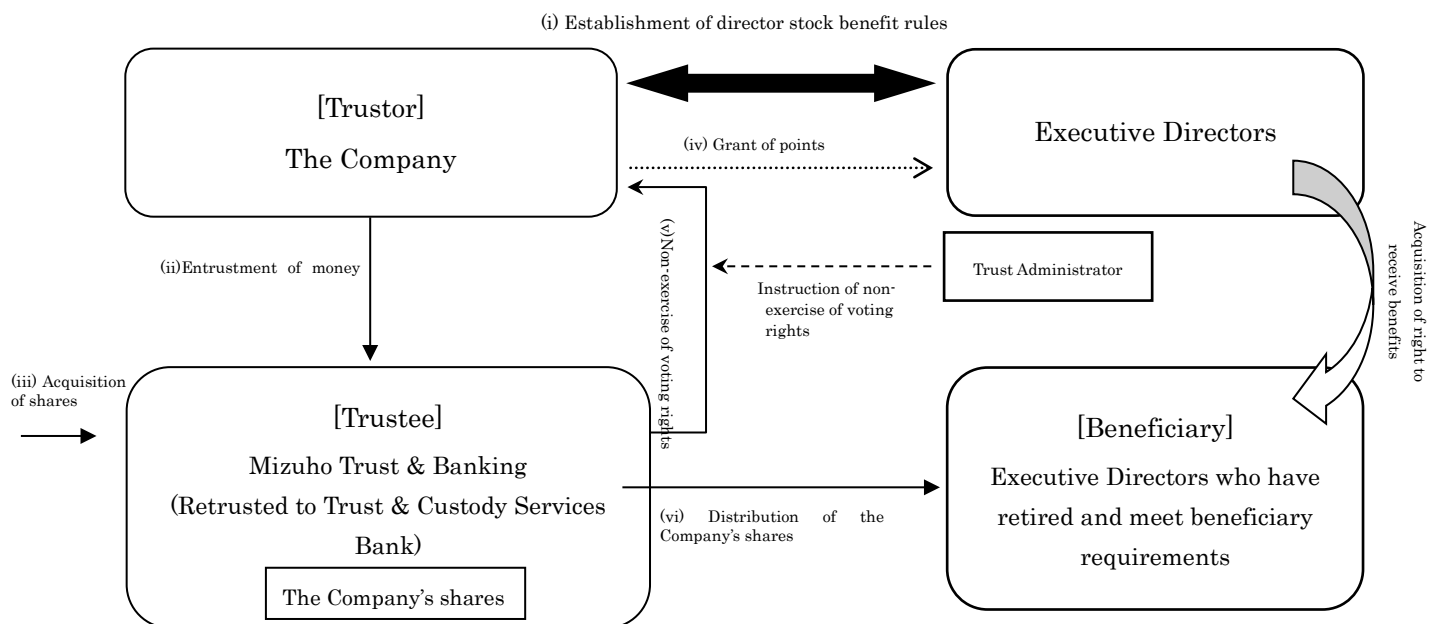 (i) Establishment of director stock benefit rules
[Trustor]
The Company
Executive Directors
(iv) Grant of points
(ii)Entrustment of money
(v)Non-exercise of voting rights
Trust Administrator
Instruction of non-
exercise of voting
rights
Acquisition of right to
receive benefits
(iii) Acquisition
of shares
[Trustee]
Mizuho Trust & Banking
(Retrusted to Trust & Custody Services
Bank)
The Company's shares
(vi) Distribution of the
Company's shares
[Beneficiary]
Executive Directors who have
retired and meet beneficiary
requirements